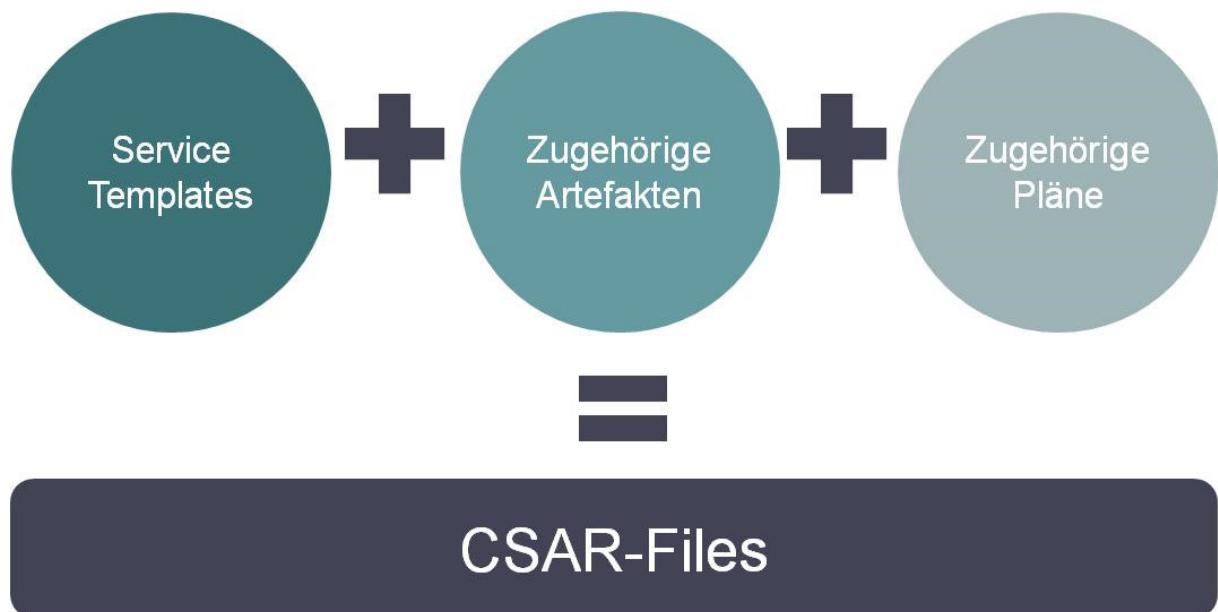 Service
Templates
Zugehörige
Artefakten
Zugehörige
Pläne
CSAR-Files